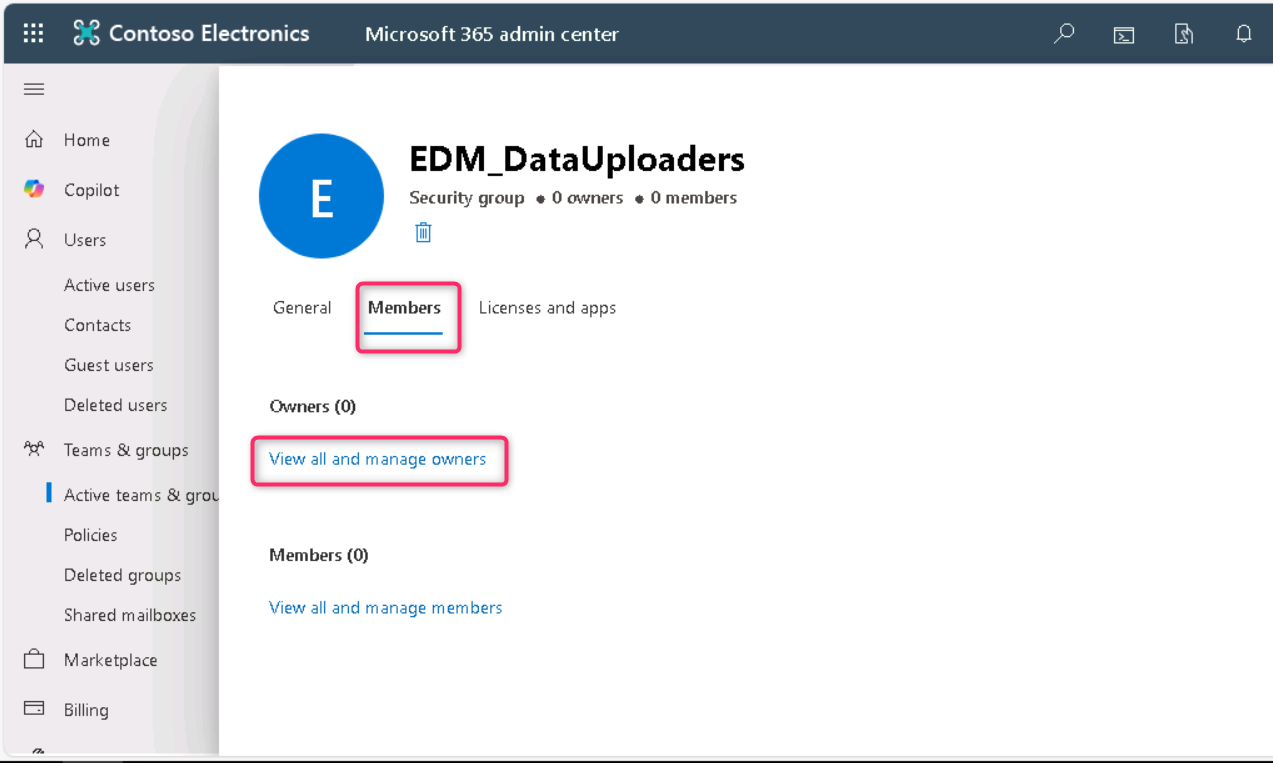 Contoso Electronics Microsoft 365 admin center
Home
Copilot
Users
Active users
Contacts
Guest users
Deleted users
Teams & groups
Active teams & grou
Policies
Deleted groups
Shared mailboxes
Marketplace
Billing
E
EDM_DataUploaders
Security group ● 0 owners ● 0 members
General Members Licenses and apps
Owners (0)
View all and manage owners
Members (0)
View all and manage members